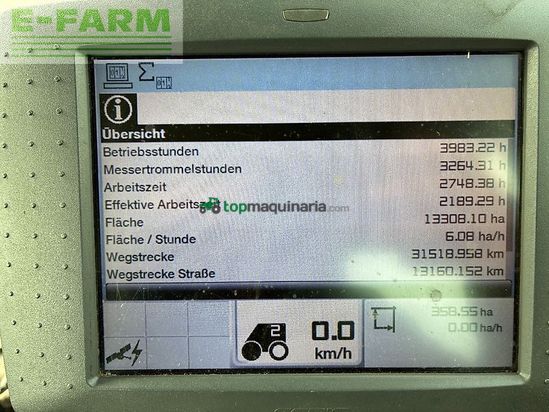 E-FARM
Übersicht
Betriebsstunden 3983.22 h
Messertrommelstunden 3264.31 h
Arbeitszeit 2748.38 h
Effektive Arbeitszeit 2189.29 h
topmaquinaria.com
Fläche 13308.10 ha
Fläche / Stunde 6.08 ha/h
Wegstrecke 31518.958 km
Wegstrecke Straße 13160.152 km
2
0.0
km/h
358.55 ha
0.00 ha/h